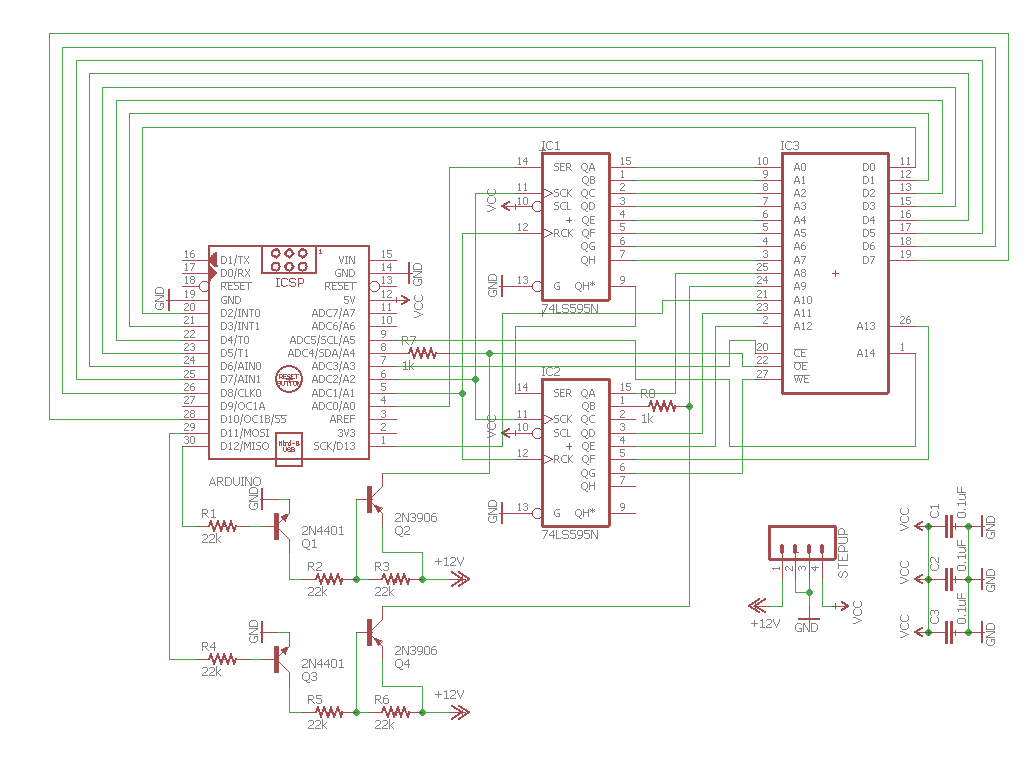 IC1
14 SER QA 15
QB 1
11 SCK QC 2
VCC 10 SCL QD 3
+ QE 4
12 RCK QF 5
QG 6
QH 7
GND 13 G QH* 9
74LS595N
IC3
10 A0 D0 11
9 A1 D1 12
8 A2 D2 13
7 A3 D3 15
6 A4 D4 16
5 A5 D5 17
4 A6 D6 18
3 A7 D7 19
25 A8 +
24 A9
21 A10
23 A11
2 A12 A13 26
20 CE A14 1
22 OE
27 WE
16 D1/TX VIN 15
17 D0/RX GND 14 GND
18 RESET RESET 13
GND 19 GND 5V 12 VCC
20 D2/INT0 ADC7/A7 11
21 D3/INT1 ADC6/A6 10
22 D4/T0 ADC5/SCL/A5 9
23 D5/T1 ADC4/SDA/A4 8
24 D6/AIN0 ADC3/A3 7
25 D7/AIN1 ADC2/A2 6
26 D8/CLK0 ADC1/A1 5
27 D9/OC1A ADC0/A0 4
28 D10/OC1B/SS AREF 3
29 D11/MOSI 3V3 2
30 D12/MISO SCK/D13 1
ICSP
1
RESET
BUTTON
USB
ARDUINO
R7
1k
IC2
14 SER QA 15
QB 1
11 SCK QC 2
VCC 10 SCL QD 3
+ QE 4
12 RCK QF 5
QG 6
QH 7
GND 13 G QH* 9
74LS595N
R8
1k
R1
22k
GND
2N4401
Q1
2N3906
Q2
R2
22k
R3
22k
+12V
R4
22k
GND
2N4401
Q3
2N3906
Q4
R5
22k
R6
22k
+12V
STEPUP
1 2 3 4
+12V
GND
VCC
VCC C1 0.1uF GND
VCC C2 0.1uF GND
VCC C3 0.1uF GND